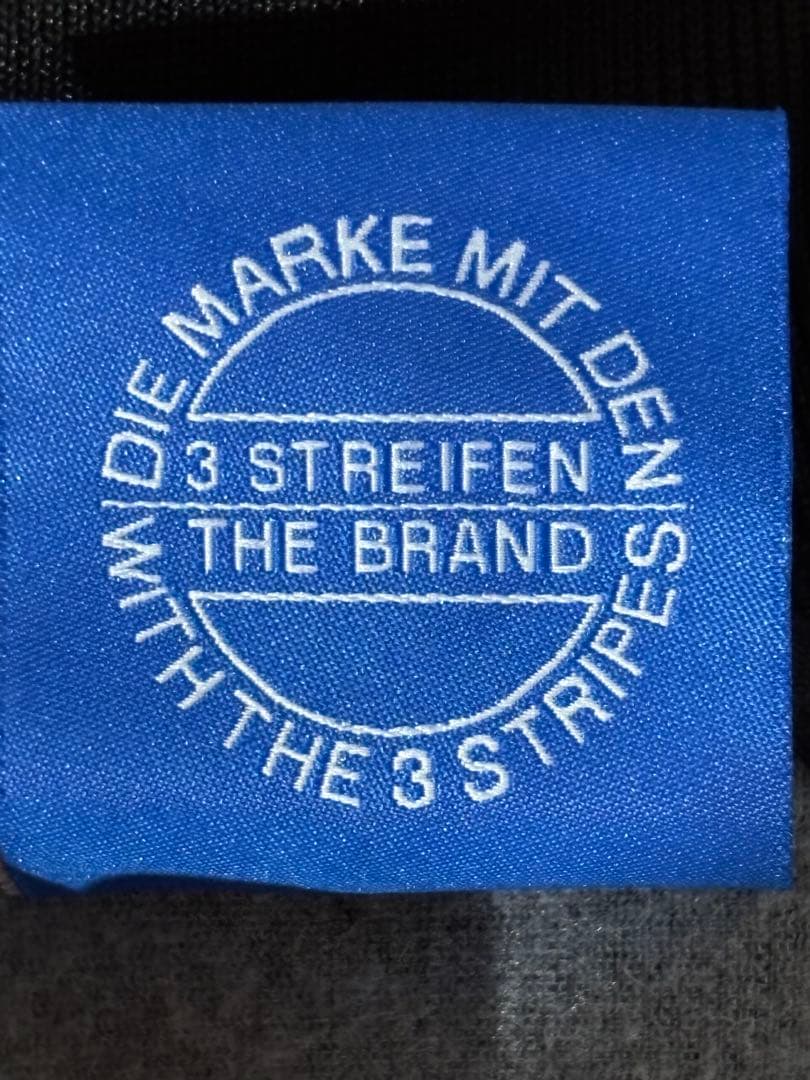 DIE MARKE MIT DEN
3 STREIFEN
THE BRAND
WITH THE 3 STRIPES